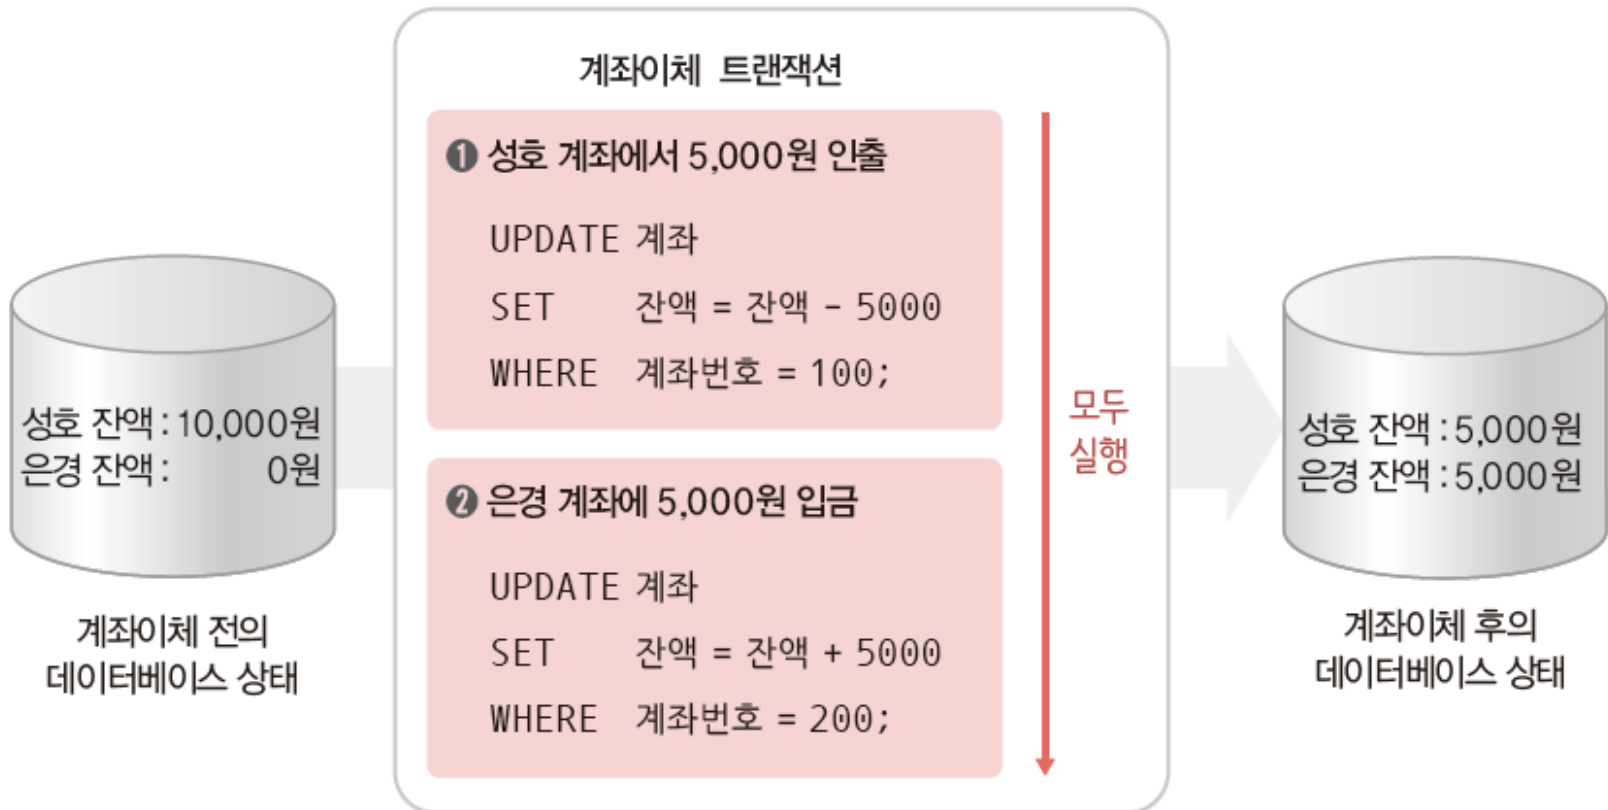 계좌이체 트랜잭션
❶ 성호 계좌에서 5,000원 인출
UPDATE 계좌
SET 잔액 = 잔액 - 5000
WHERE 계좌번호 = 100;
❷ 은경 계좌에 5,000원 입금
UPDATE 계좌
SET 잔액 = 잔액 + 5000
WHERE 계좌번호 = 200;
모두
실행
성호 잔액 : 10,000원
은경 잔액 : 0원
계좌이체 전의
데이터베이스 상태
성호 잔액 : 5,000원
은경 잔액 : 5,000원
계좌이체 후의
데이터베이스 상태